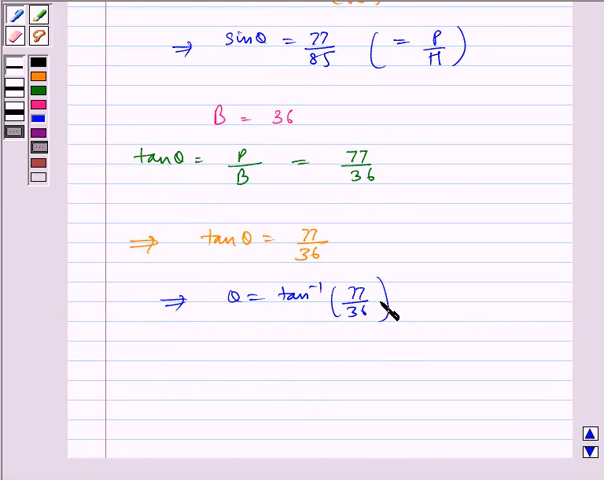 ⇒ sinθ = 77/85 ( = P/H )
B = 36
tanθ = P/B = 77/36
⇒ tanθ = 77/36
⇒ θ = tan⁻¹ ( 77/36 )